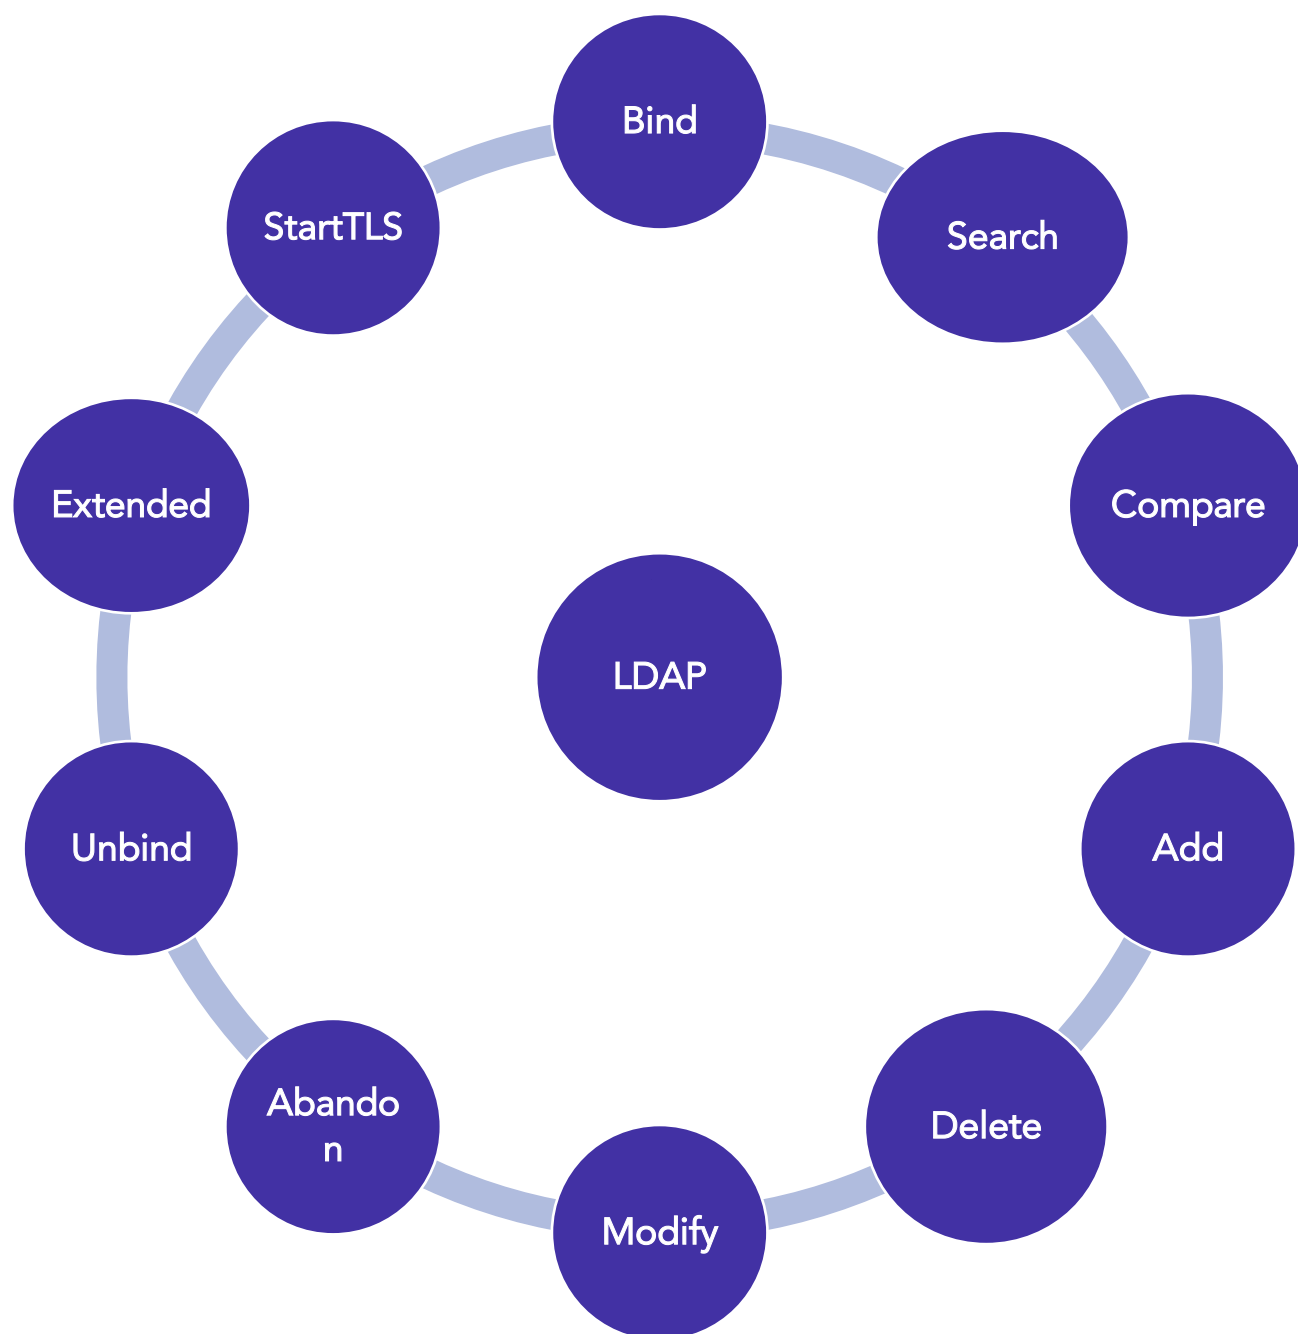 Bind
Search
Compare
Add
Delete
Modify
Abando
n
Unbind
Extended
StartTLS
LDAP